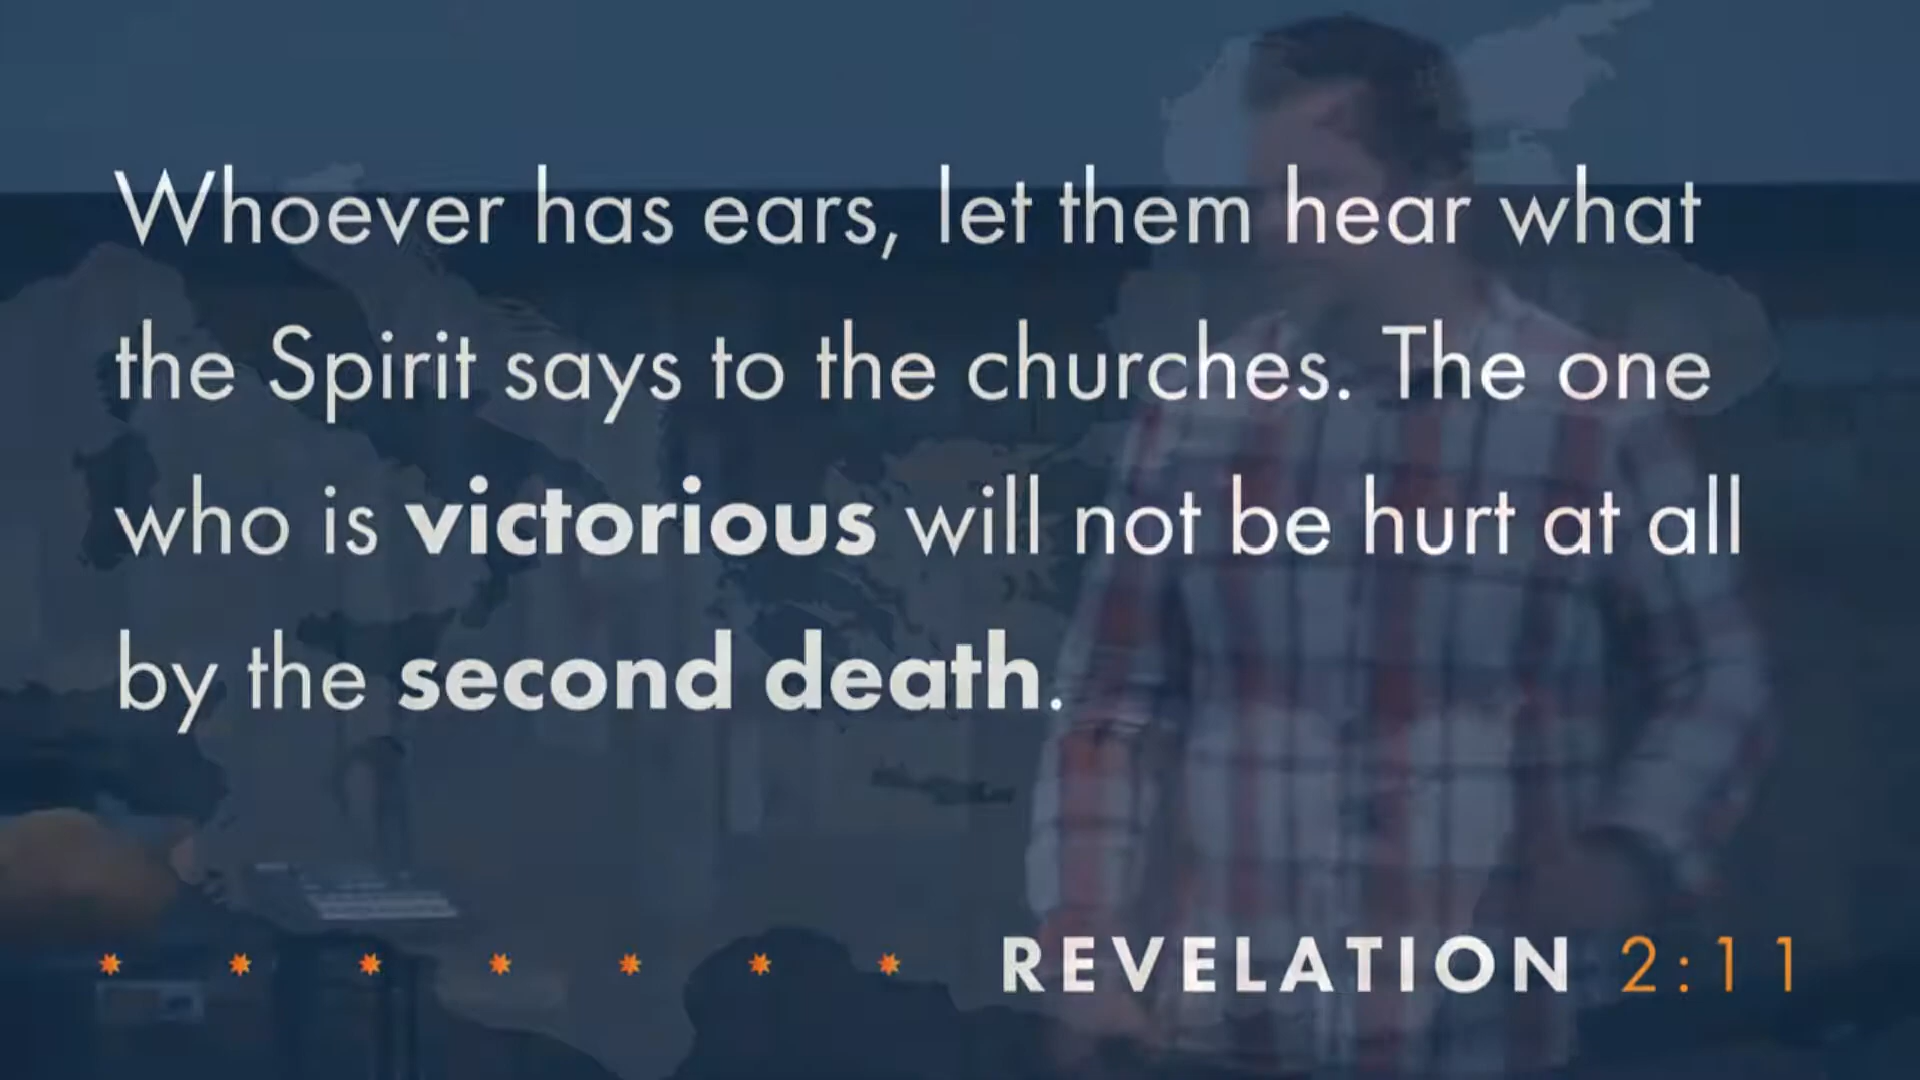 Whoever has ears, let them hear what
the Spirit says to the churches. The one
who is victorious will not be hurt at all
by the second death.
REVELATION 2:11